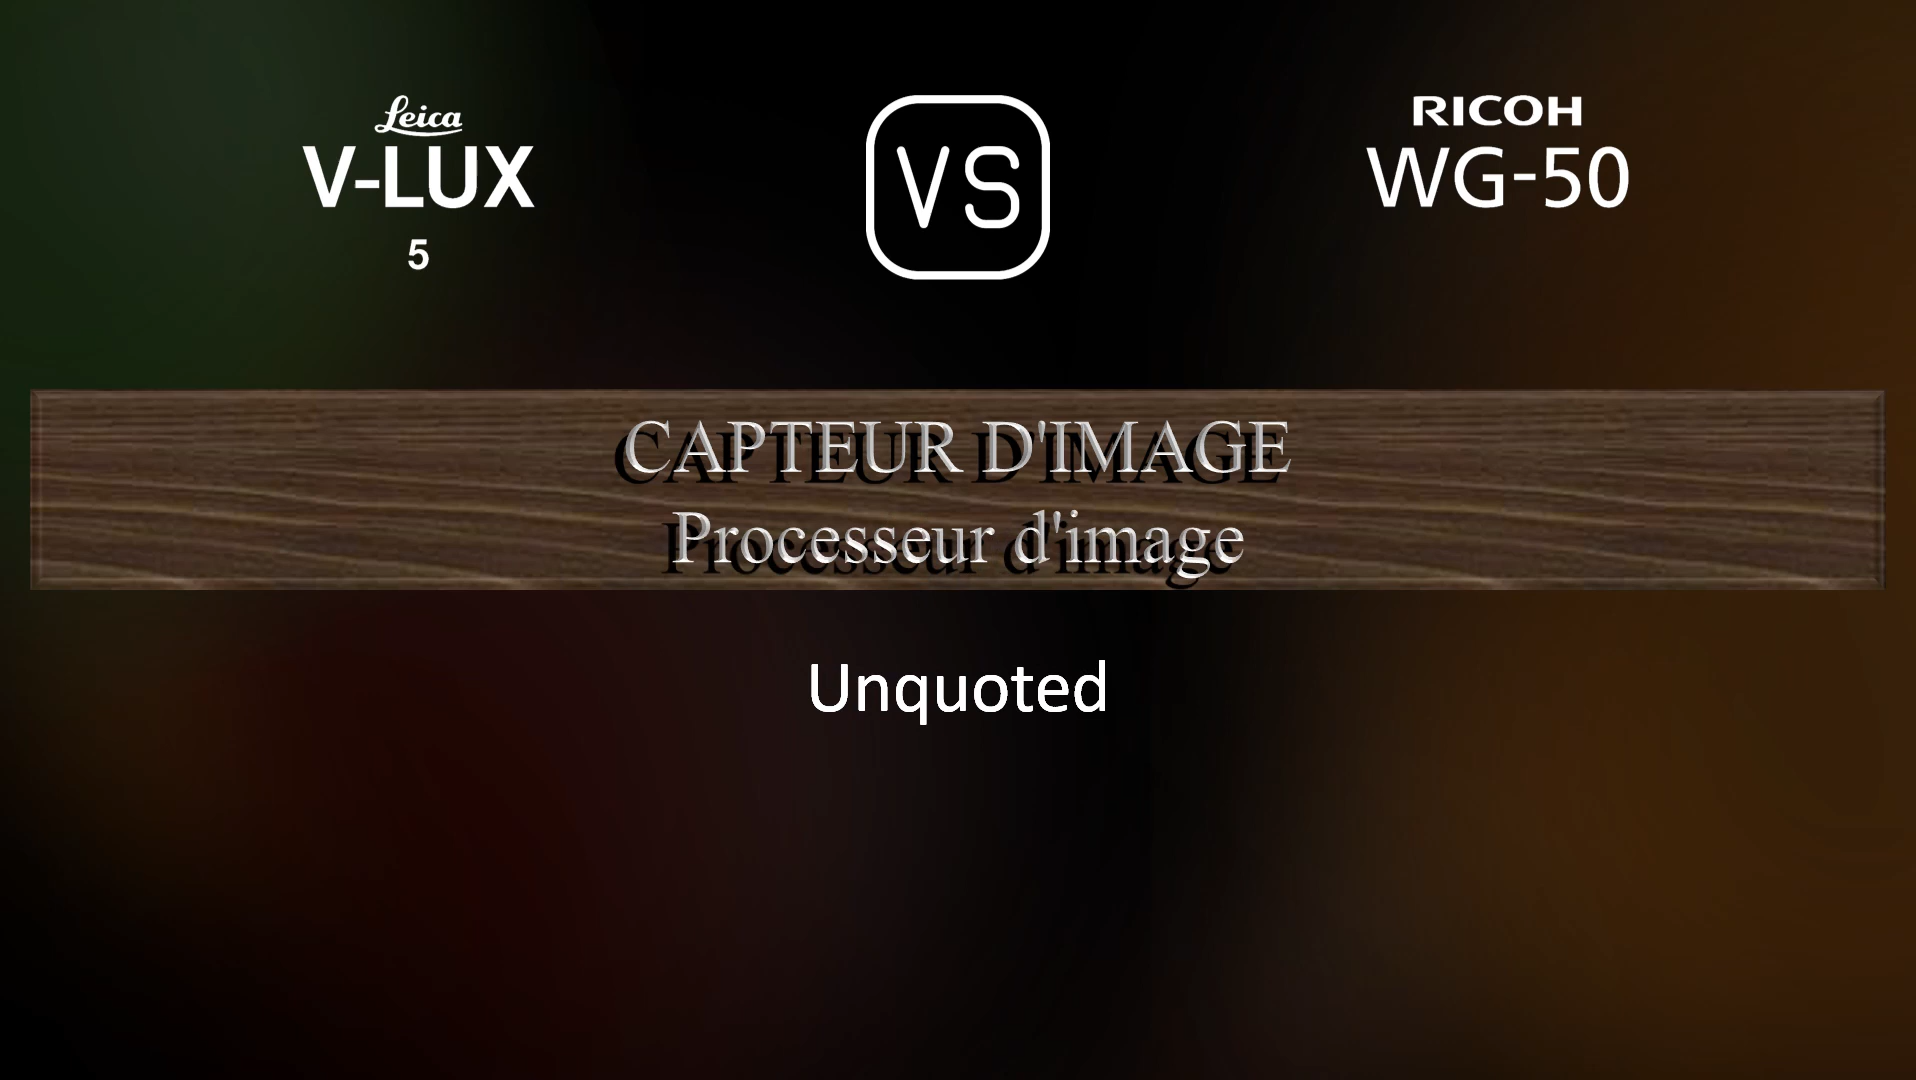 Leica
V-LUX
5
VS
RICOH
WG-50
CAPTEUR D'IMAGE
Processeur d'image
Unquoted